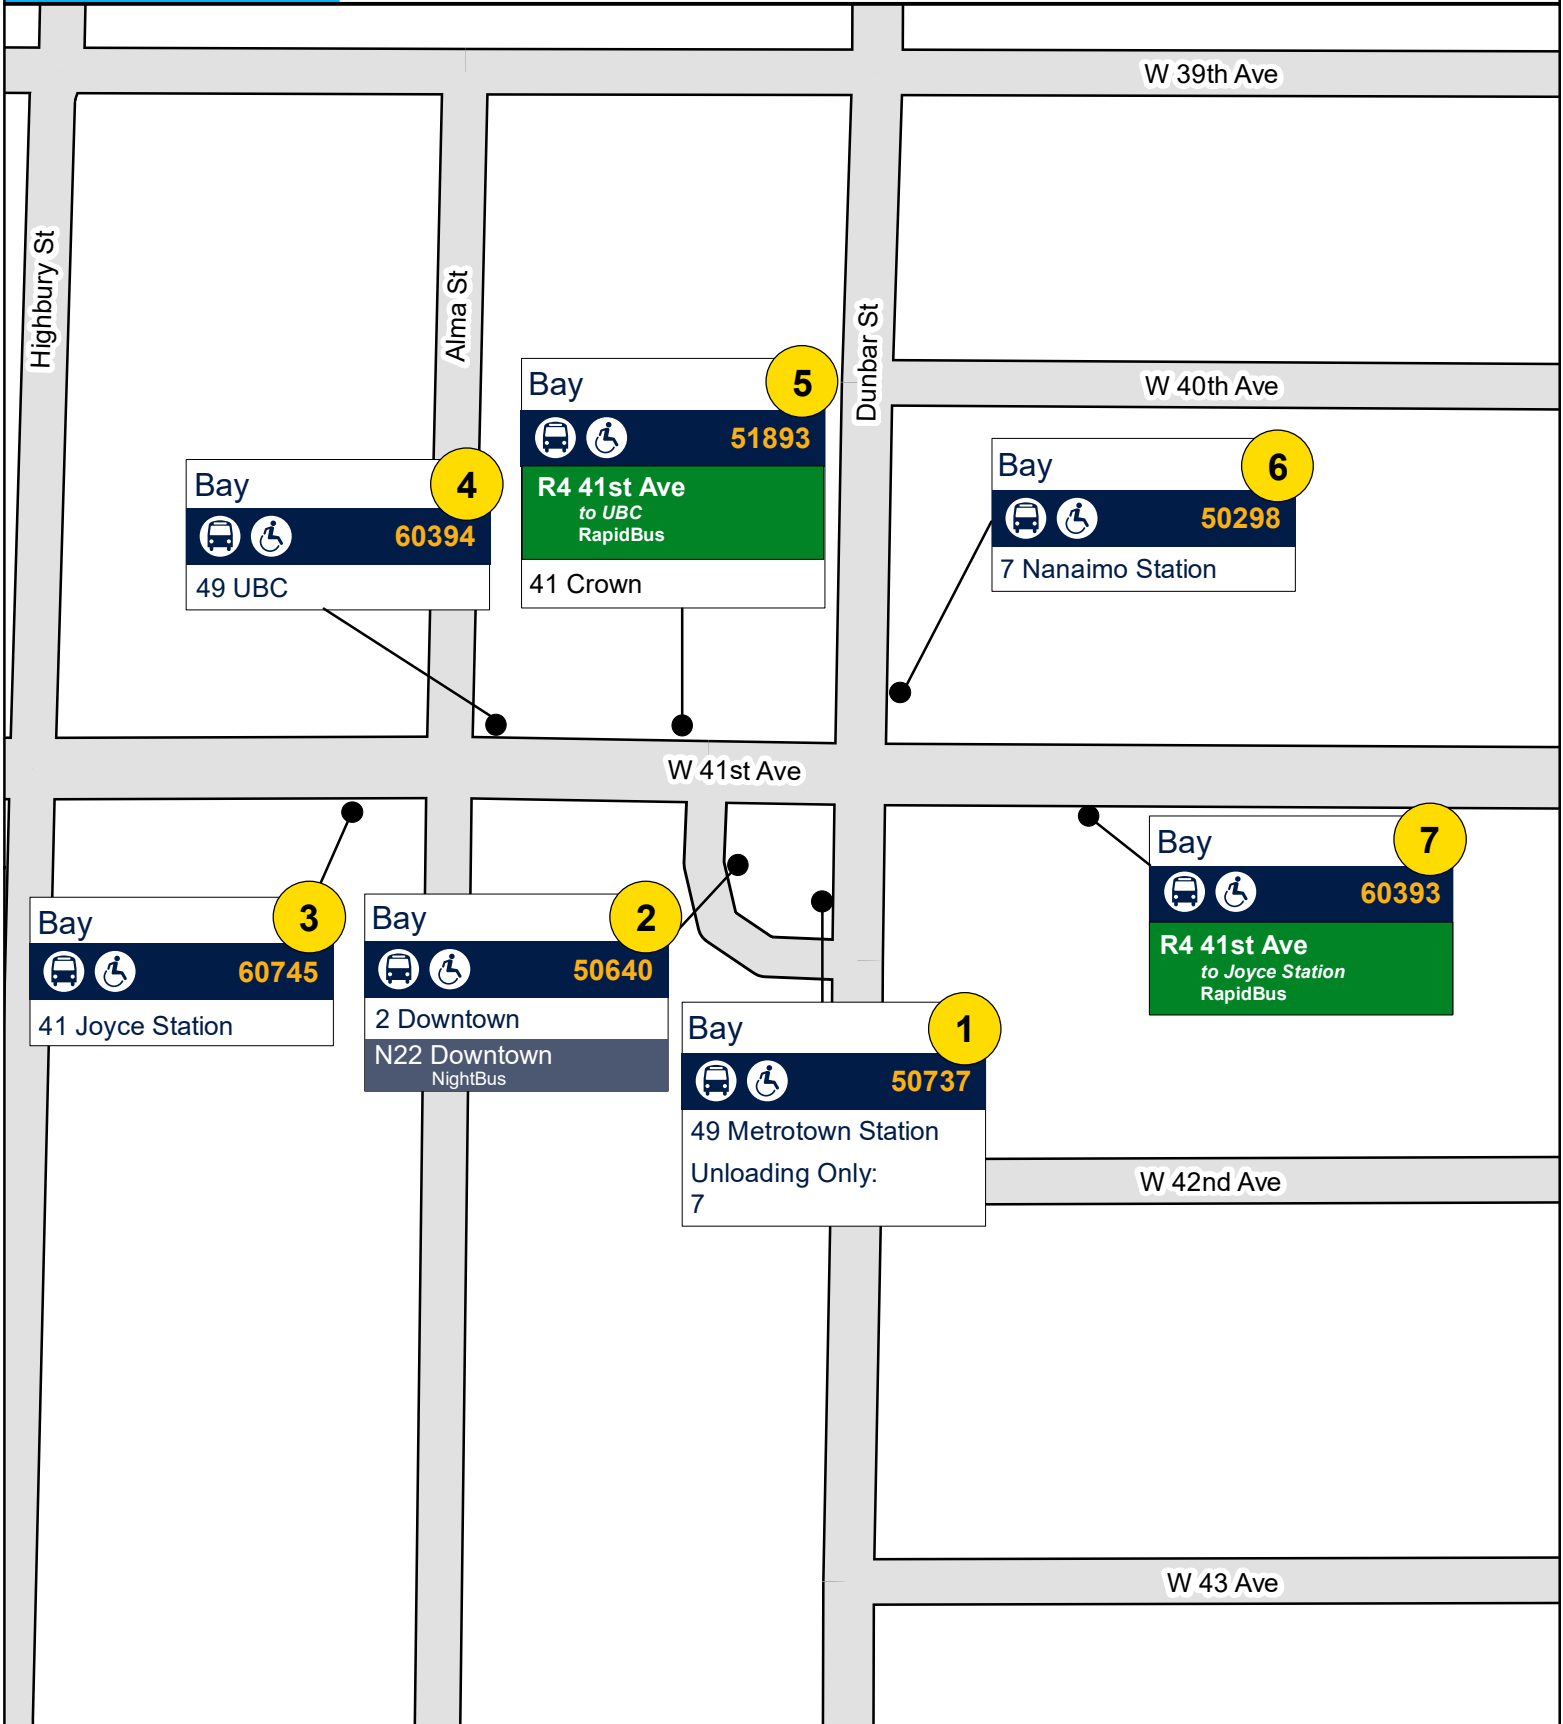 W 39th Ave
Highbury St
Alma St
Dunbar St
W 40th Ave
Bay 5
51893
R4 41st Ave
to UBC
RapidBus
41 Crown
Bay 4
60394
49 UBC
Bay 6
50298
7 Nanaimo Station
W 41st Ave
Bay 7
60393
R4 41st Ave
to Joyce Station
RapidBus
Bay 3
60745
41 Joyce Station
Bay 2
50640
2 Downtown
N22 Downtown
NightBus
Bay 1
50737
49 Metrotown Station
Unloading Only:
7
W 42nd Ave
W 43 Ave